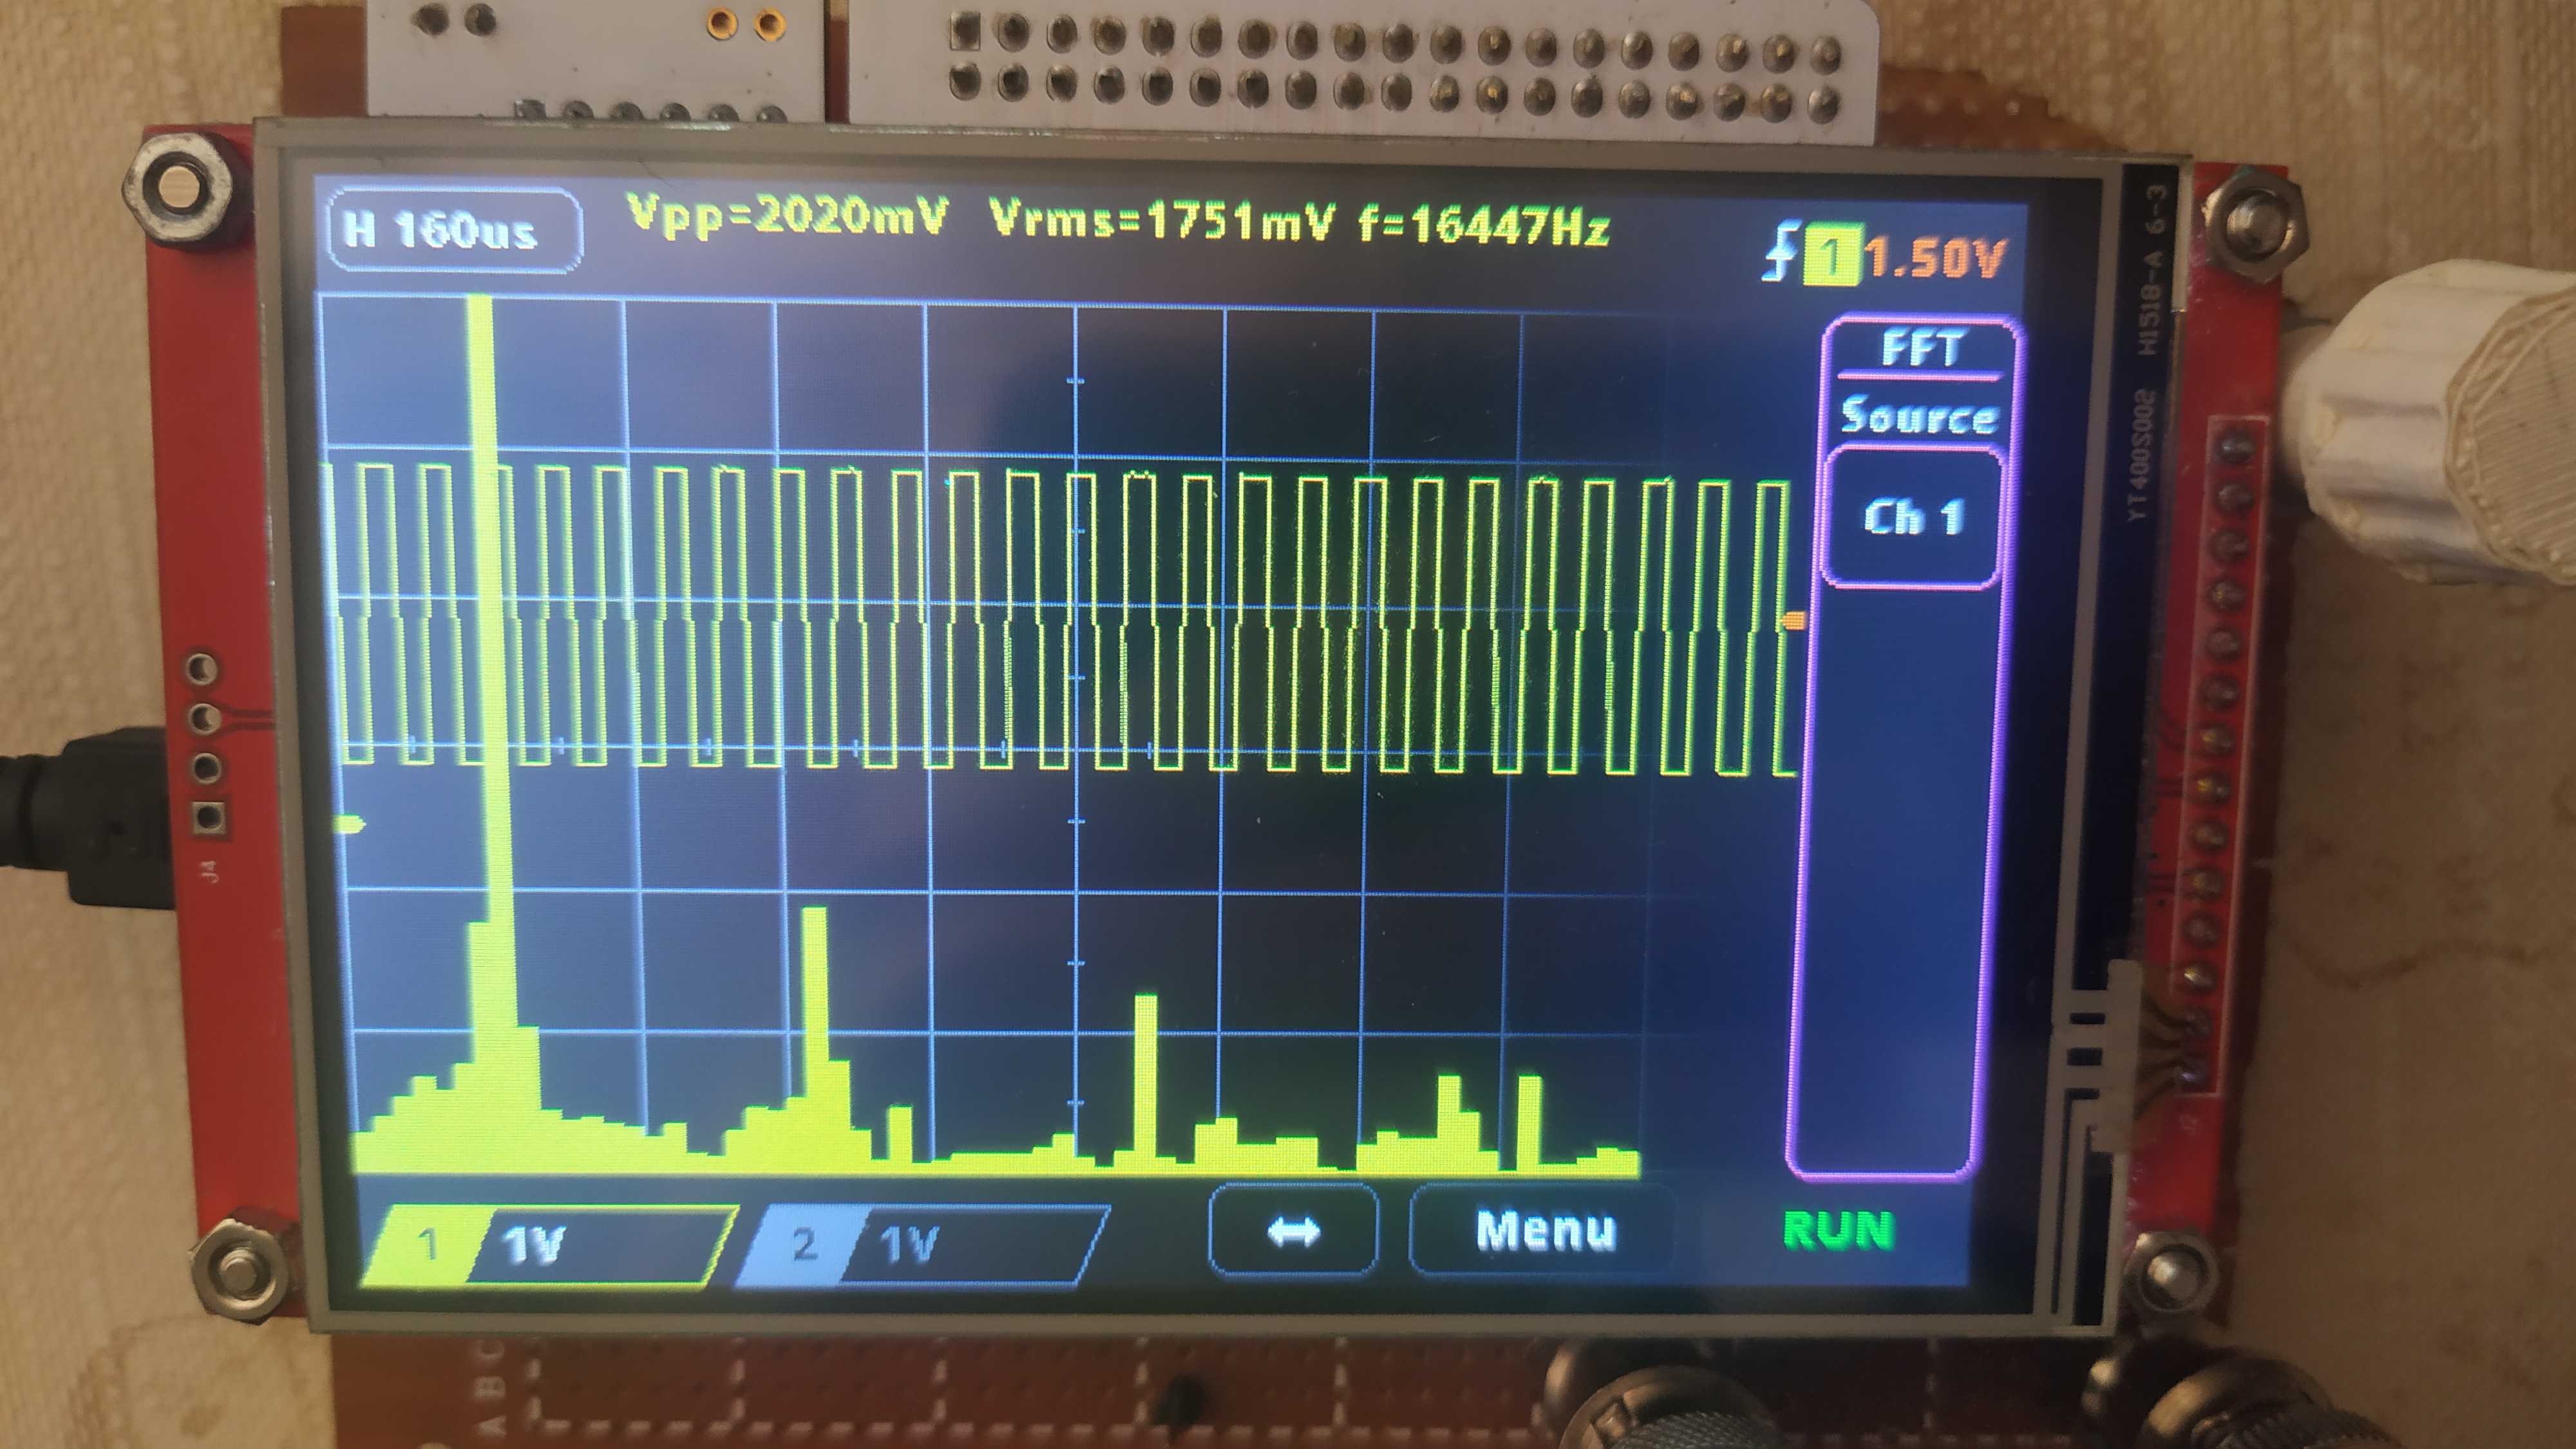 H 160us
Vpp=2020mV Vrms=1751mV f=16447Hz
1 1.50V
FFT
Source
Ch 1
1 1V
2 1V
Menu
RUN
J4
A B C
YT400S002 H1518-A 6-3
J2